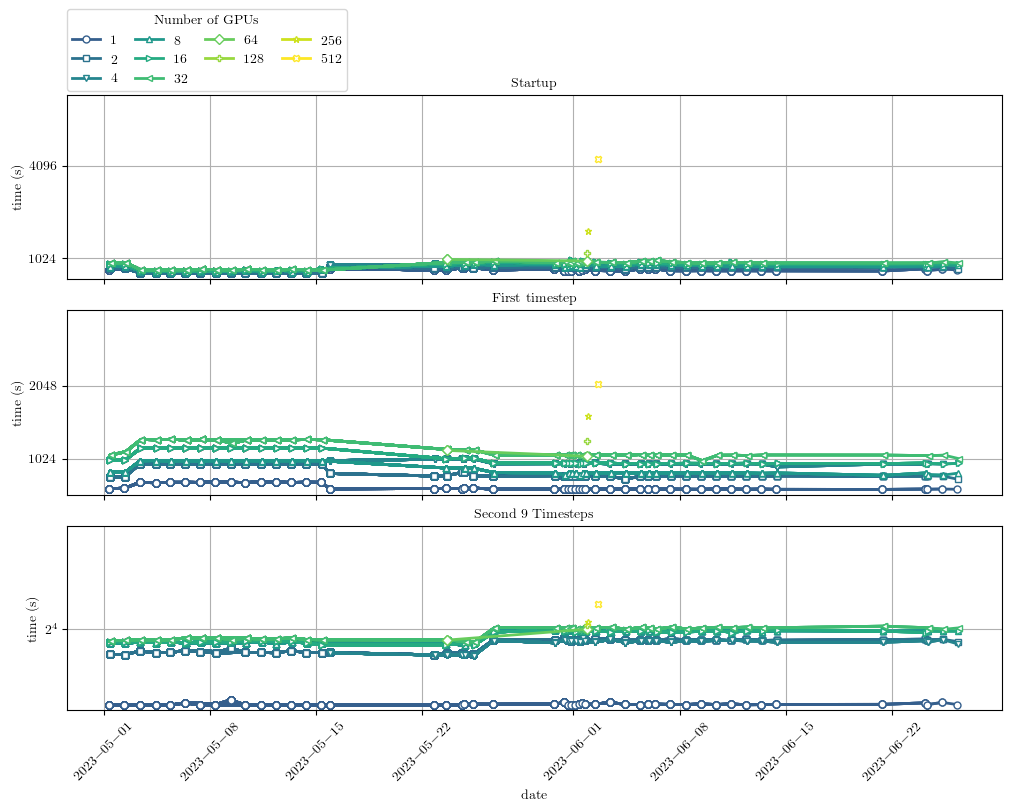 Number of GPUs
1 8 64 256
2 16 128 512
4 32
Startup
4096
1024
time (s)
First timestep
2048
1024
time (s)
Second 9 Timesteps
2⁴
time (s)
2023−05−01 2023−05−08 2023−05−15 2023−05−22 2023−06−01 2023−06−08 2023−06−15 2023−06−22
date